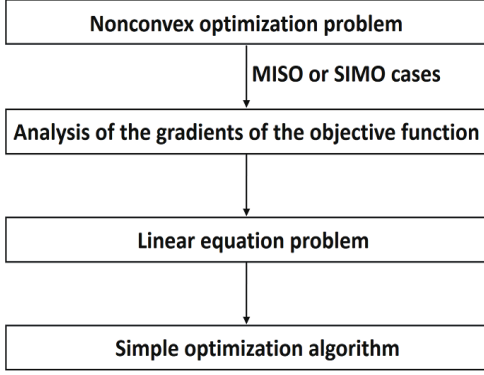 Nonconvex optimization problem
MISO or SIMO cases
Analysis of the gradients of the objective function
Linear equation problem
Simple optimization algorithm